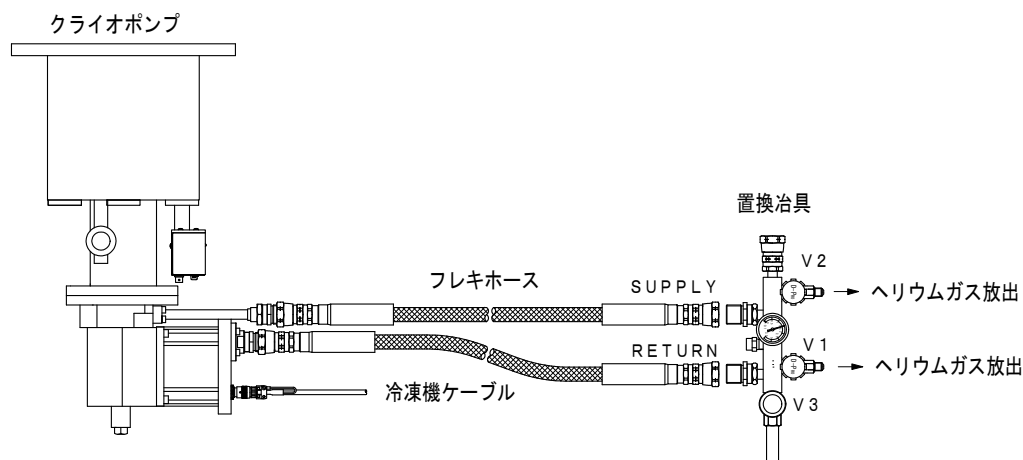 クライオポンプ
置換冶具
V2
フレキホース
SUPPLY
ヘリウムガス放出
RETURN
V1
ヘリウムガス放出
冷凍機ケーブル
V3